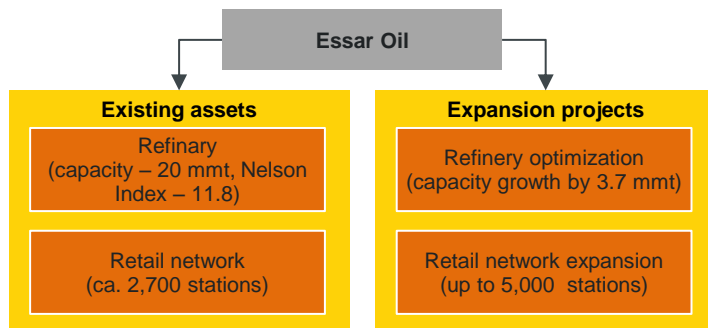 Essar Oil
Existing assets
Refinary
(capacity – 20 mmt, Nelson
Index – 11.8)
Retail network
(ca. 2,700 stations)
Expansion projects
Refinery optimization
(capacity growth by 3.7 mmt)
Retail network expansion
(up to 5,000 stations)